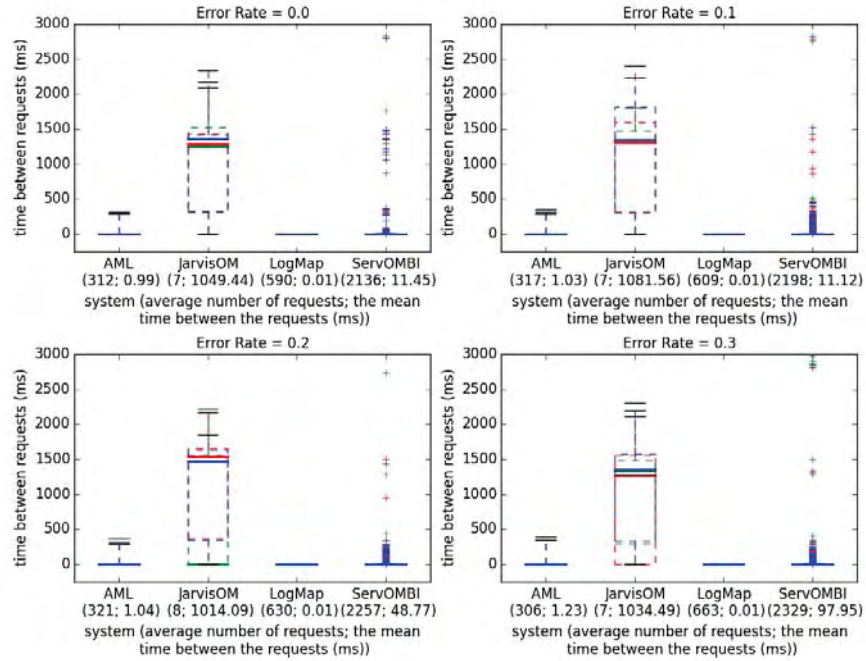 Error Rate = 0.0
time between requests (ms)
3000
2500
2000
1500
1000
500
0
AML JarvisOM LogMap ServOMBI
(312; 0.99) (7; 1049.44) (590; 0.01) (2136; 11.45)
system (average number of requests; the mean
time between the requests (ms))
Error Rate = 0.1
time between requests (ms)
3000
2500
2000
1500
1000
500
0
AML JarvisOM LogMap ServOMBI
(317; 1.03) (7; 1081.56) (609; 0.01) (2198; 11.12)
system (average number of requests; the mean
time between the requests (ms))
Error Rate = 0.2
time between requests (ms)
3000
2500
2000
1500
1000
500
0
AML JarvisOM LogMap ServOMBI
(321; 1.04) (8; 1014.09) (630; 0.01) (2257; 48.77)
system (average number of requests; the mean
time between the requests (ms))
Error Rate = 0.3
time between requests (ms)
3000
2500
2000
1500
1000
500
0
AML JarvisOM LogMap ServOMBI
(306; 1.23) (7; 1034.49) (663; 0.01) (2329; 97.95)
system (average number of requests; the mean
time between the requests (ms))